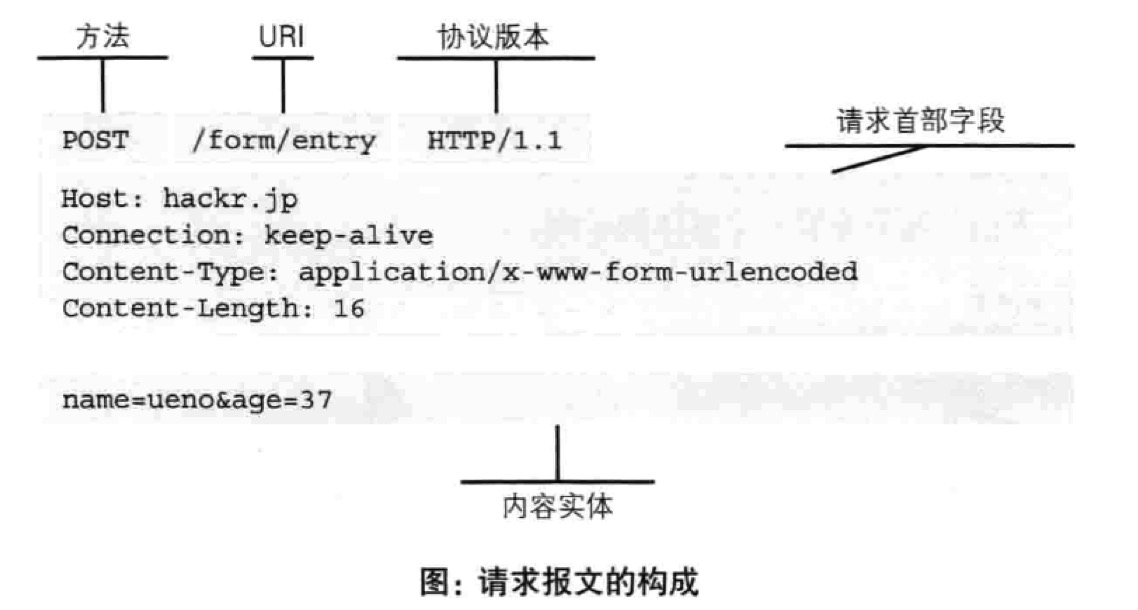 方法 URI 协议版本
请求首部字段
POST /form/entry HTTP/1.1
Host: hackr.jp
Connection: keep-alive
Content-Type: application/x-www-form-urlencoded
Content-Length: 16
name=ueno&age=37
内容实体
图：请求报文的构成